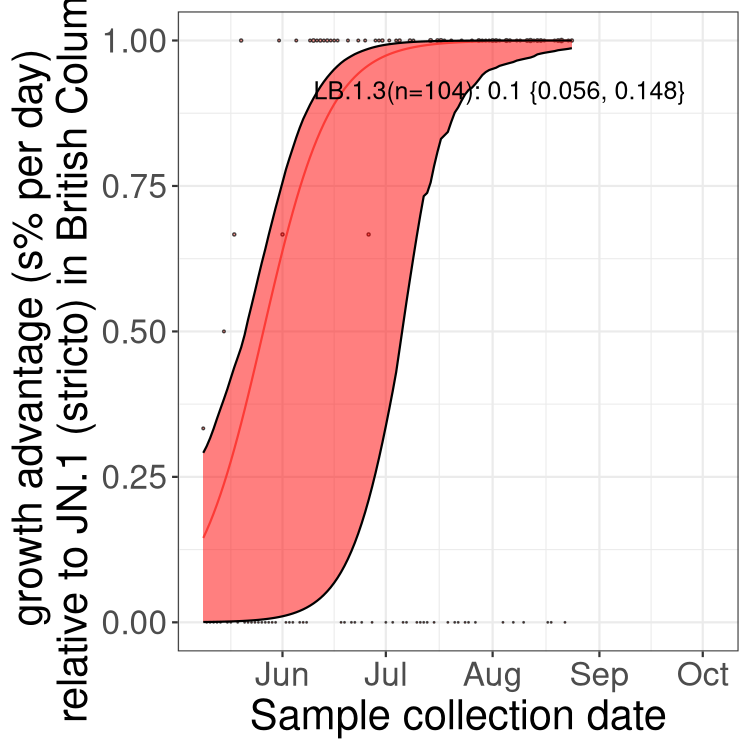 growth advantage (s% per day)
relative to JN.1 (stricto) in British Colum
1.00
0.75
0.50
0.25
0.00
LB.1.3(n=104): 0.1 {0.056, 0.148}
Jun Jul Aug Sep Oct
Sample collection date